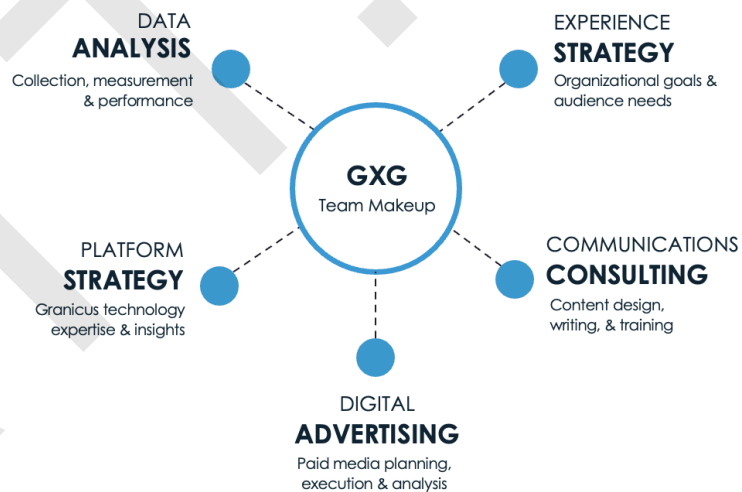 DATA
ANALYSIS
Collection, measurement
& performance
EXPERIENCE
STRATEGY
Organizational goals &
audience needs
GXG
Team Makeup
PLATFORM
STRATEGY
Granicus technology
expertise & insights
COMMUNICATIONS
CONSULTING
Content design,
writing, & training
DIGITAL
ADVERTISING
Paid media planning,
execution & analysis